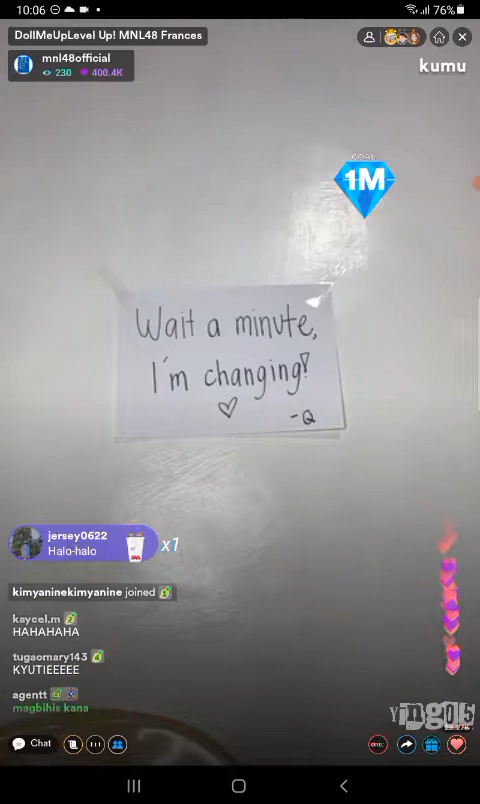 10:06
76%
DollMeUpLevel Up! MNL48 Frances
mnl48official
230 400.4K
kumu
GOAL:
1M
Wait a minute,
I'm changing!
-Q
jersey0622
Halo-halo
x1
kimyaninekimyanine joined
kaycel.m
HAHAHAHA
tugaomary143
KYUTIEEEEE
agentt
magbihis kana
Chat